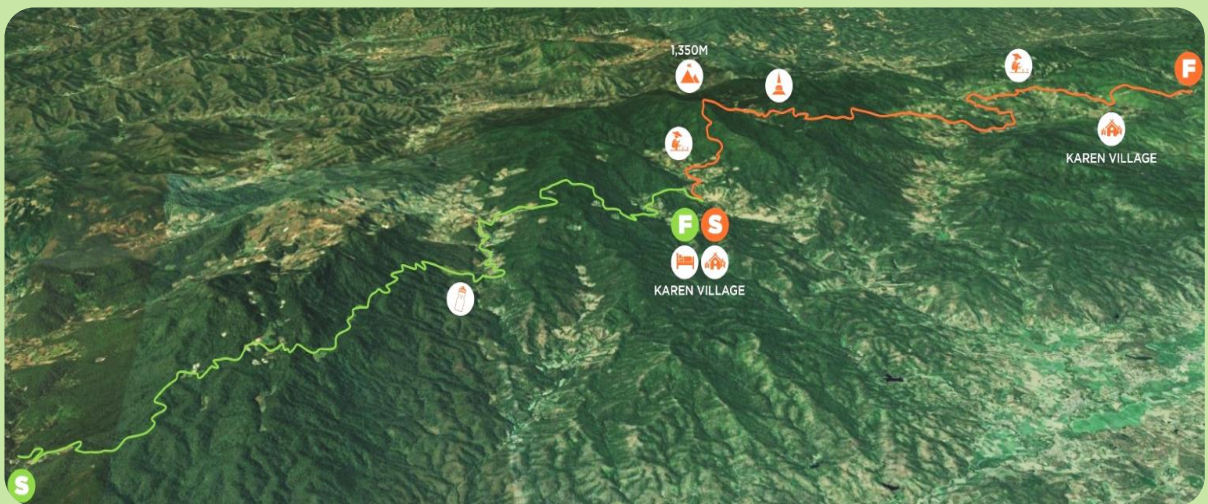 1,350M
F
KAREN VILLAGE
F S
KAREN VILLAGE
S